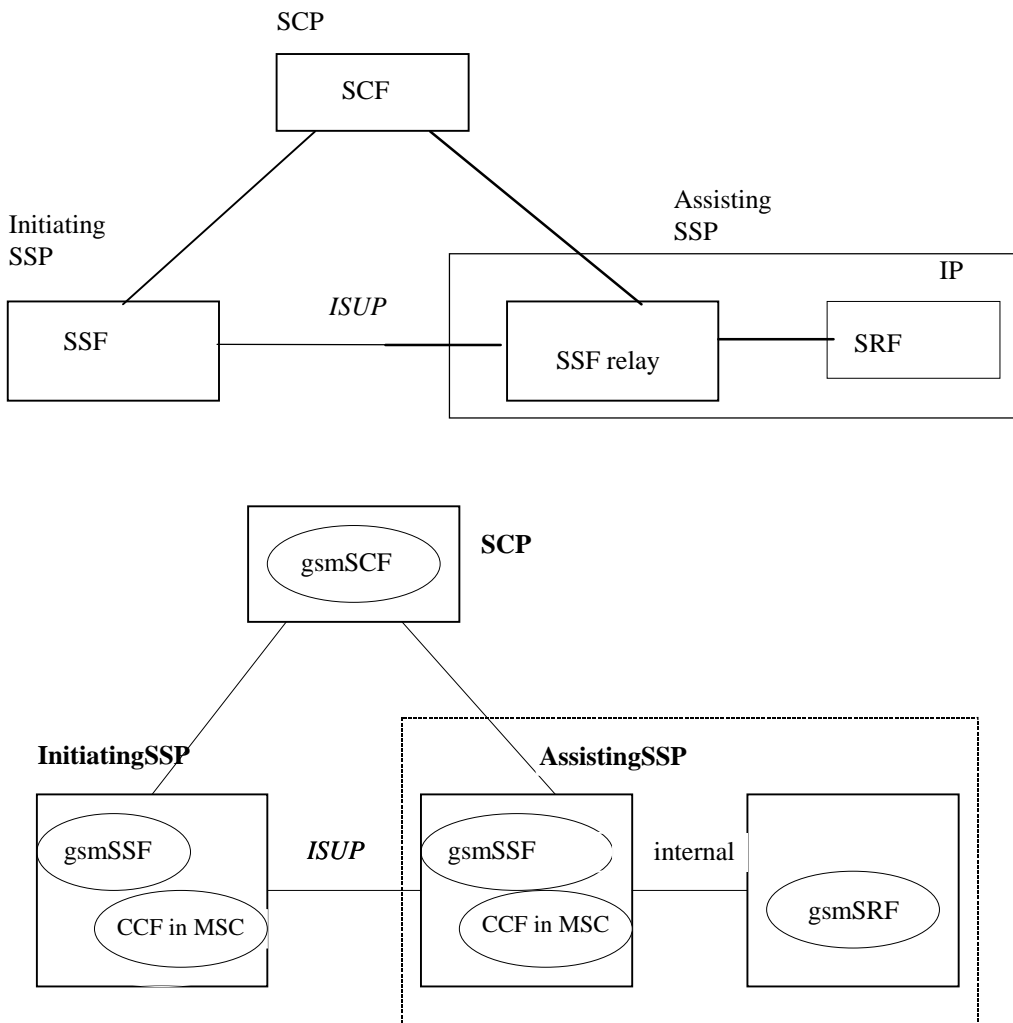 SCP
SCF
Initiating
SSP
Assisting
SSP
IP
ISUP
SSF
SSF relay
SRF
gsmSCF
SCP
InitiatingSSP
AssistingSSP
gsmSSF
ISUP
gsmSSF
internal
CCF in MSC
CCF in MSC
gsmSRF